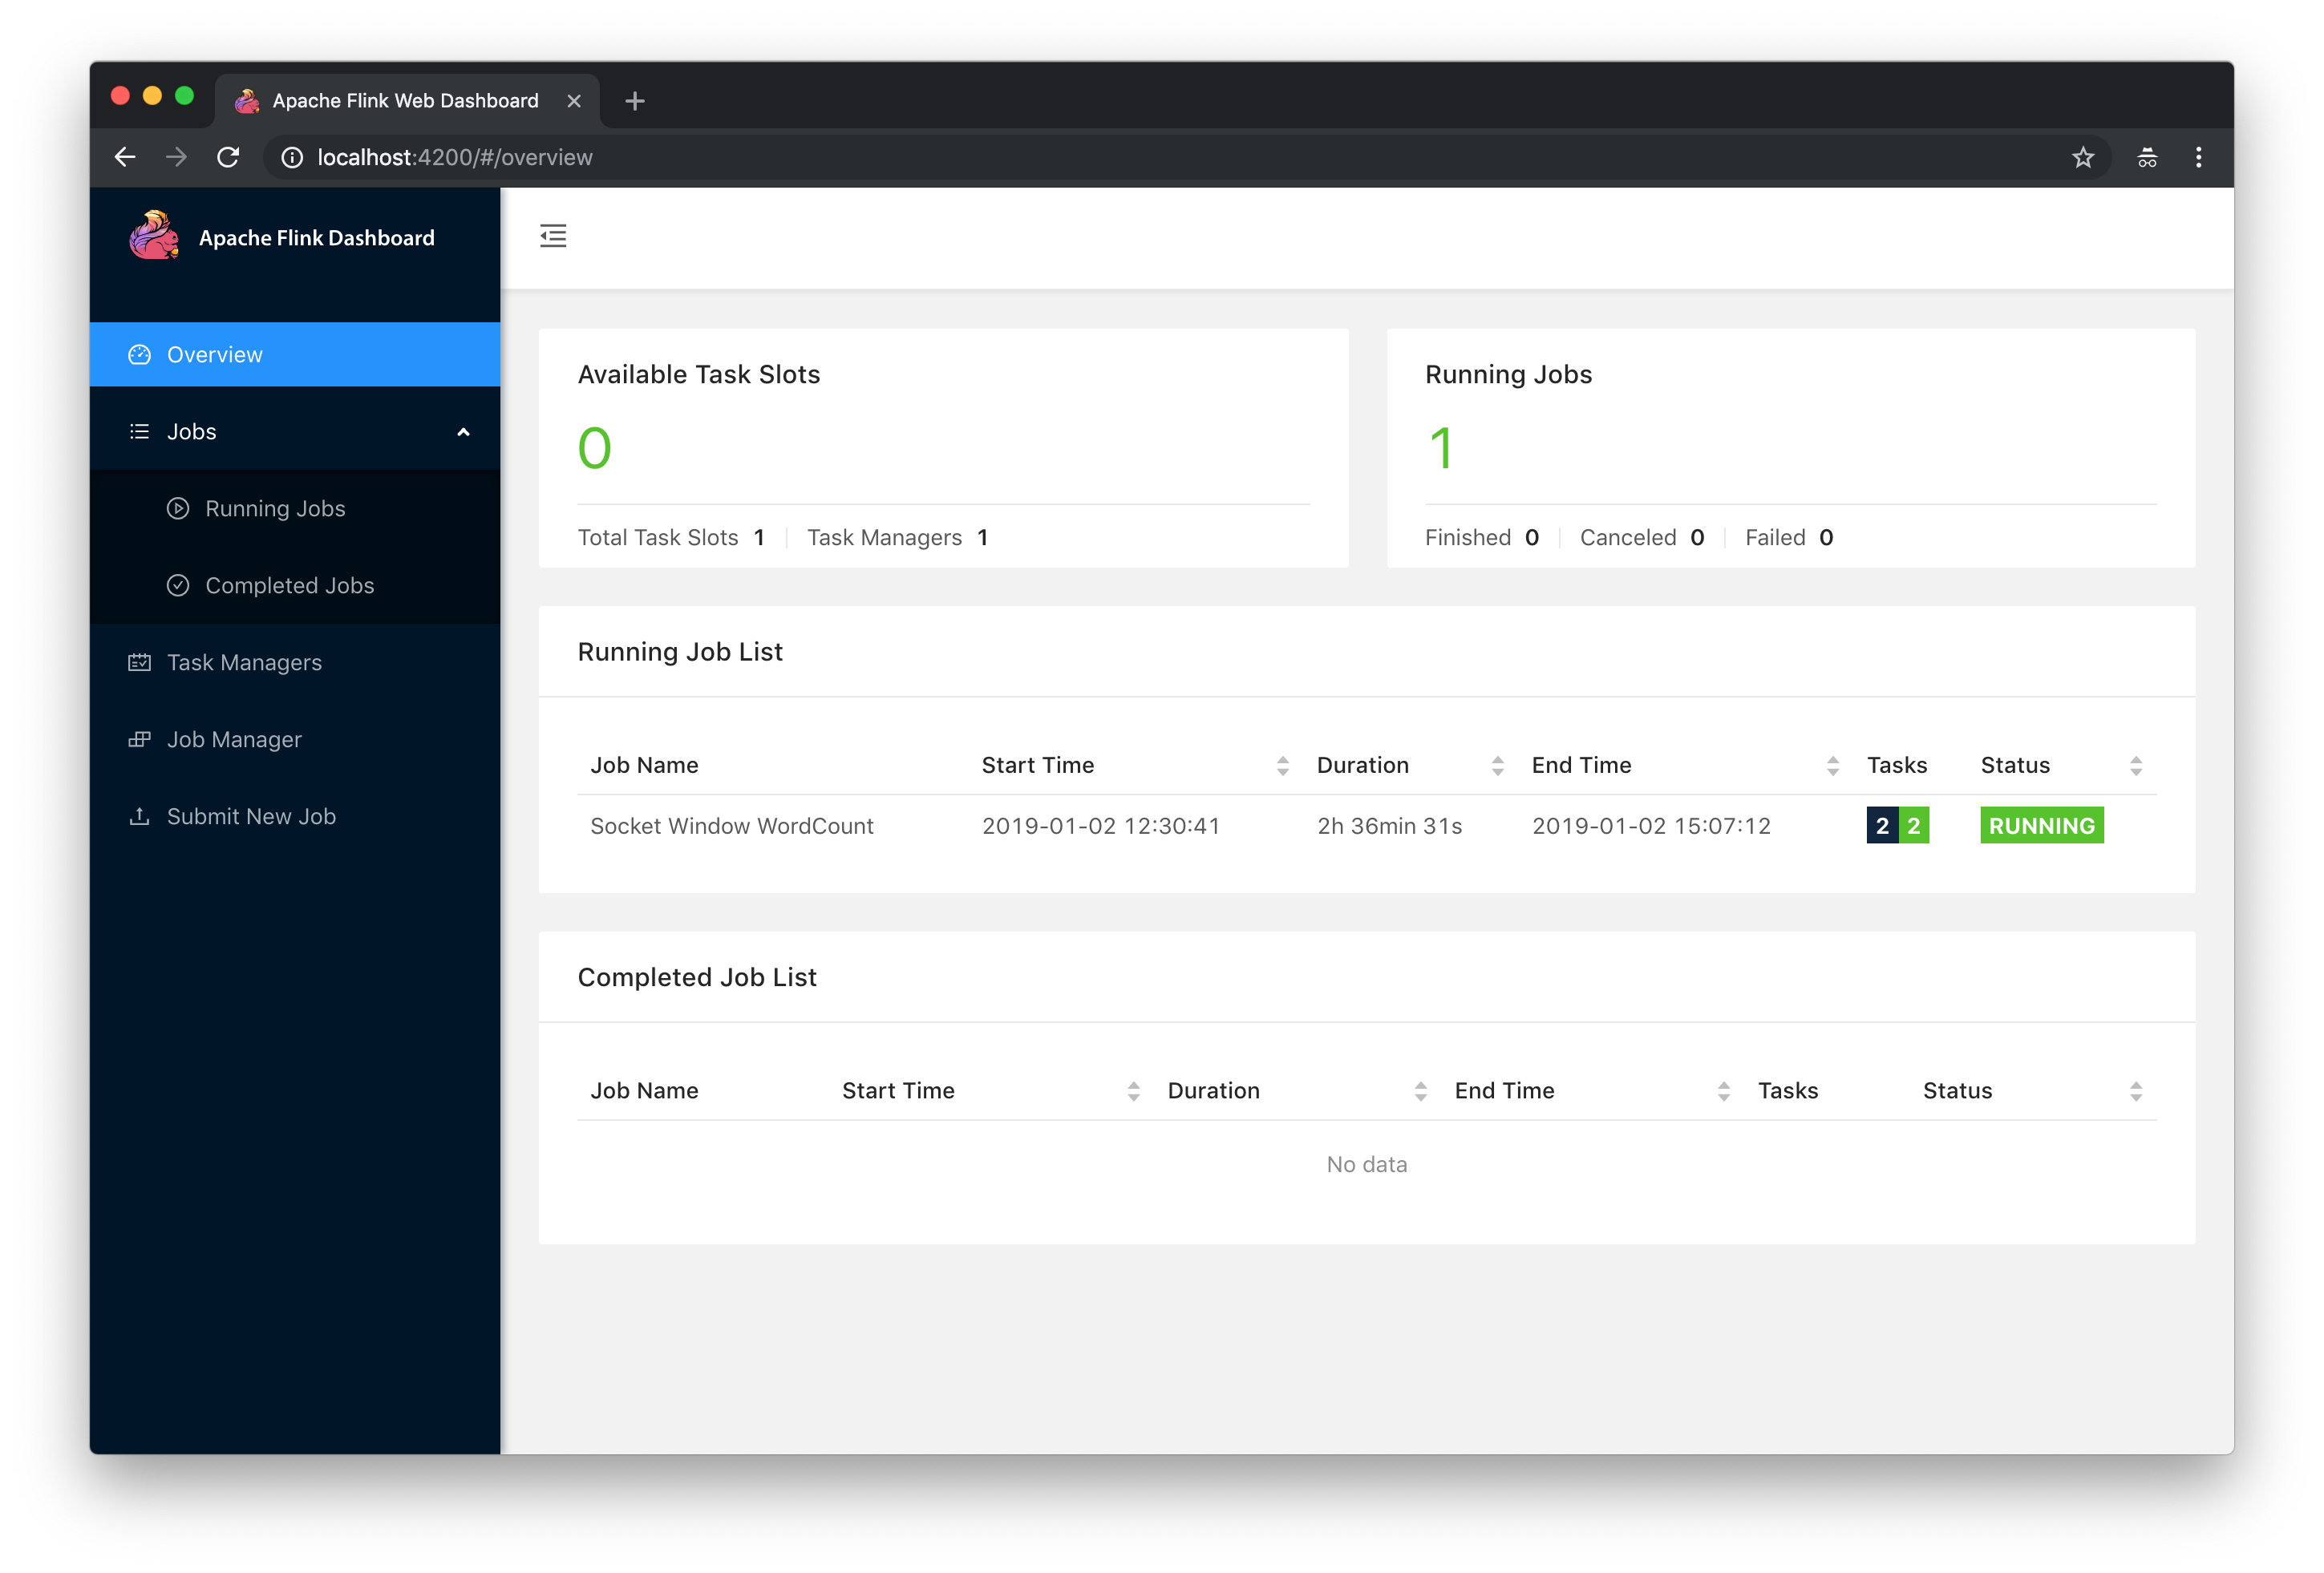 Apache Flink Web Dashboard
localhost:4200/#/overview
Apache Flink Dashboard
Overview
Jobs
Running Jobs
Completed Jobs
Task Managers
Job Manager
Submit New Job
Available Task Slots
0
Total Task Slots 1 Task Managers 1
Running Jobs
1
Finished 0 Canceled 0 Failed 0
Running Job List
Job Name Start Time Duration End Time Tasks Status
Socket Window WordCount 2019-01-02 12:30:41 2h 36min 31s 2019-01-02 15:07:12 2 2 RUNNING
Completed Job List
Job Name Start Time Duration End Time Tasks Status
No data